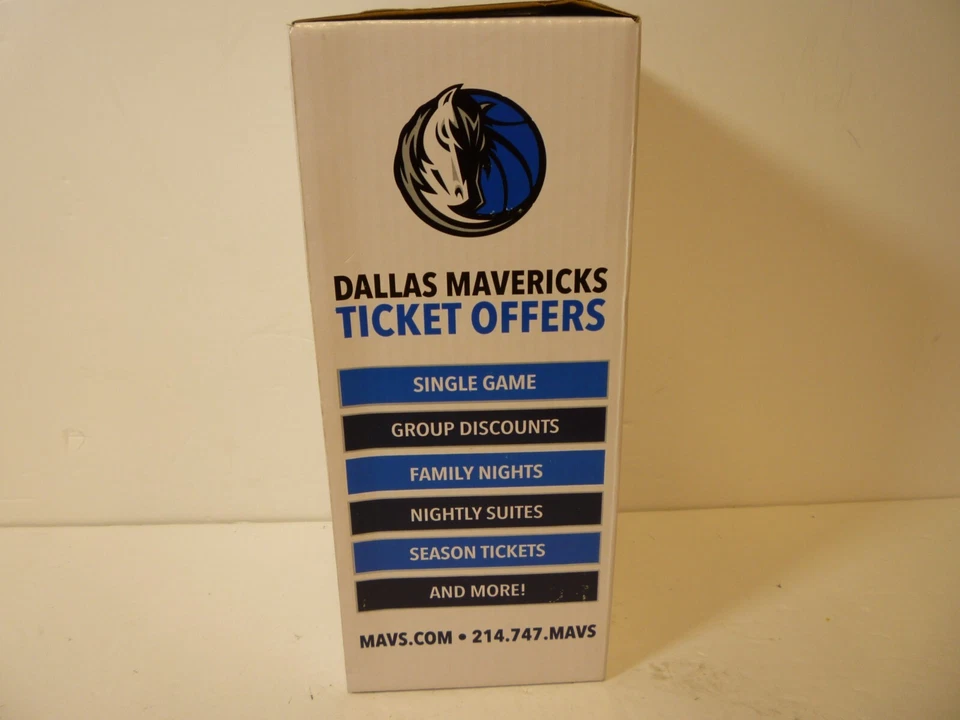 DALLAS MAVERICKS
TICKET OFFERS
SINGLE GAME
GROUP DISCOUNTS
FAMILY NIGHTS
NIGHTLY SUITES
SEASON TICKETS
AND MORE!
MAVS.COM • 214.747.MAVS